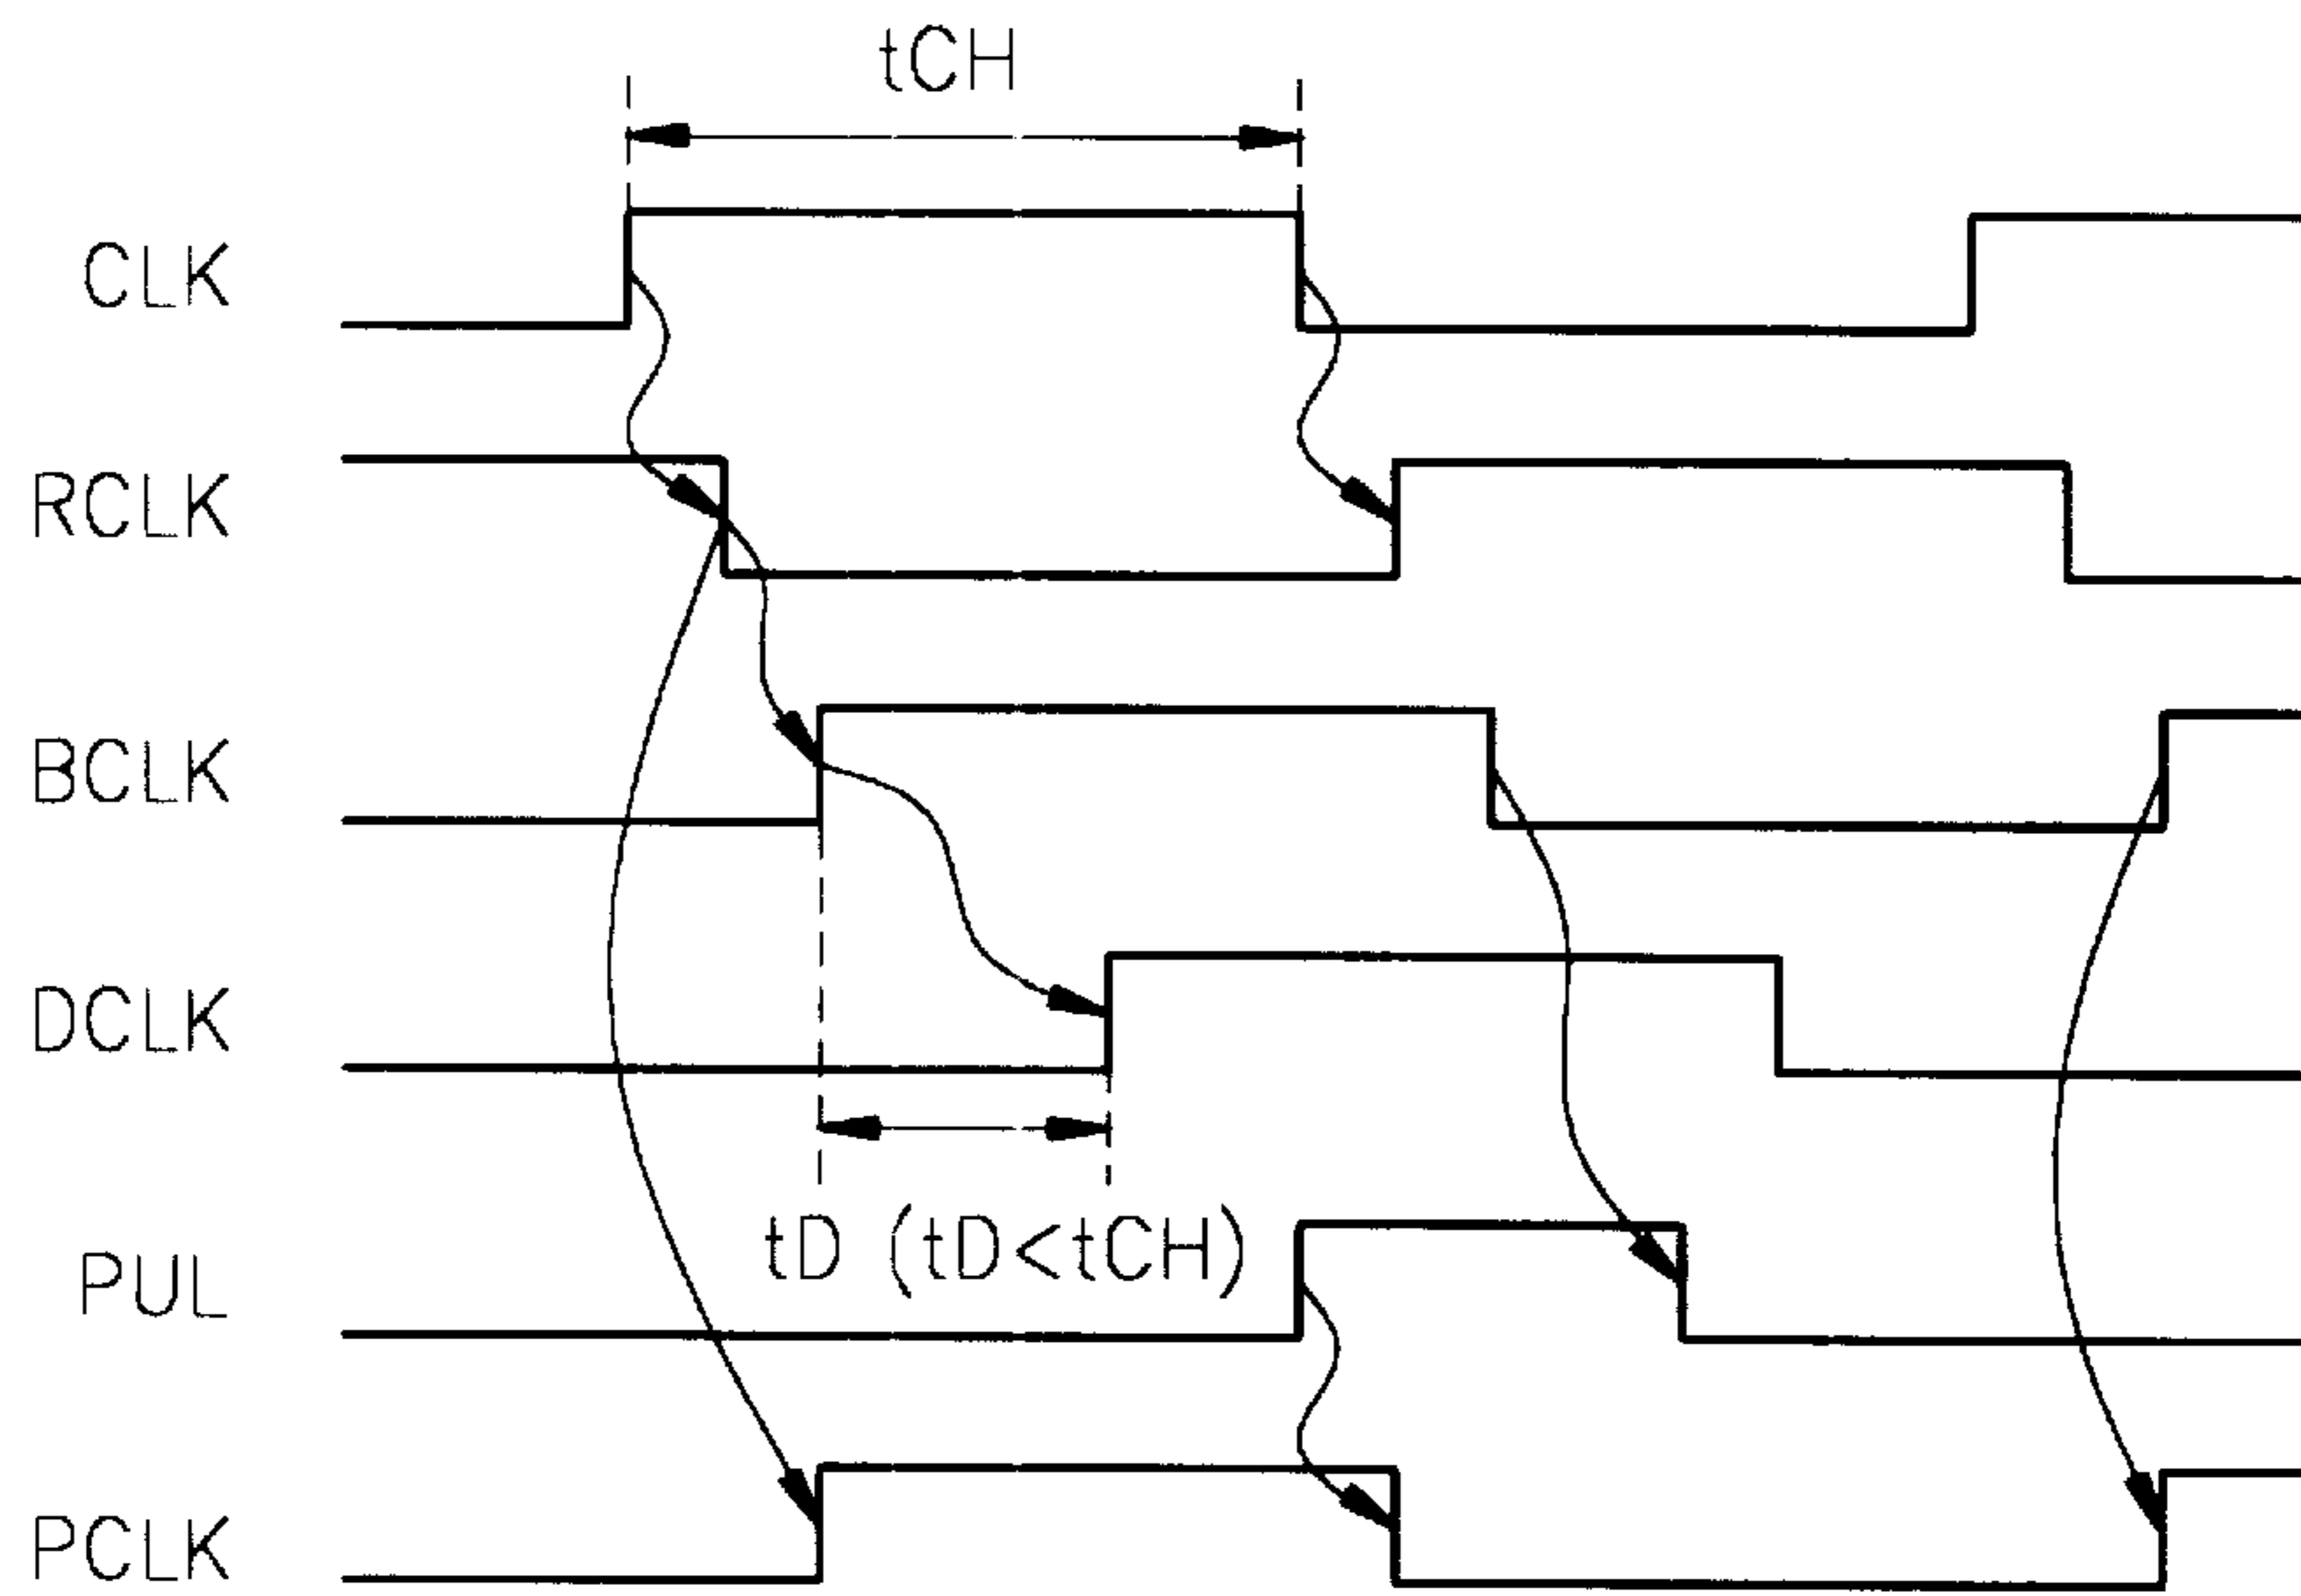 tCH
CLK
RCLK
BCLK
DCLK
tD (tD<tCH)
PUL
PCLK